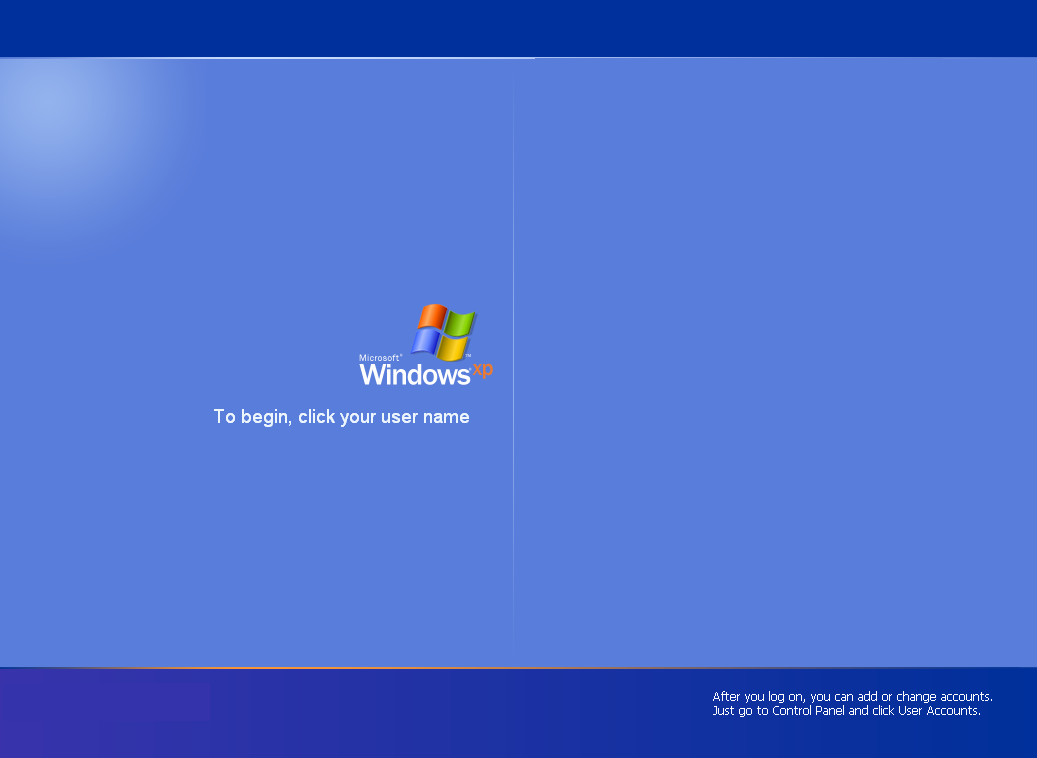 Microsoft®
Windows® xp™
To begin, click your user name
After you log on, you can add or change accounts.
Just go to Control Panel and click User Accounts.